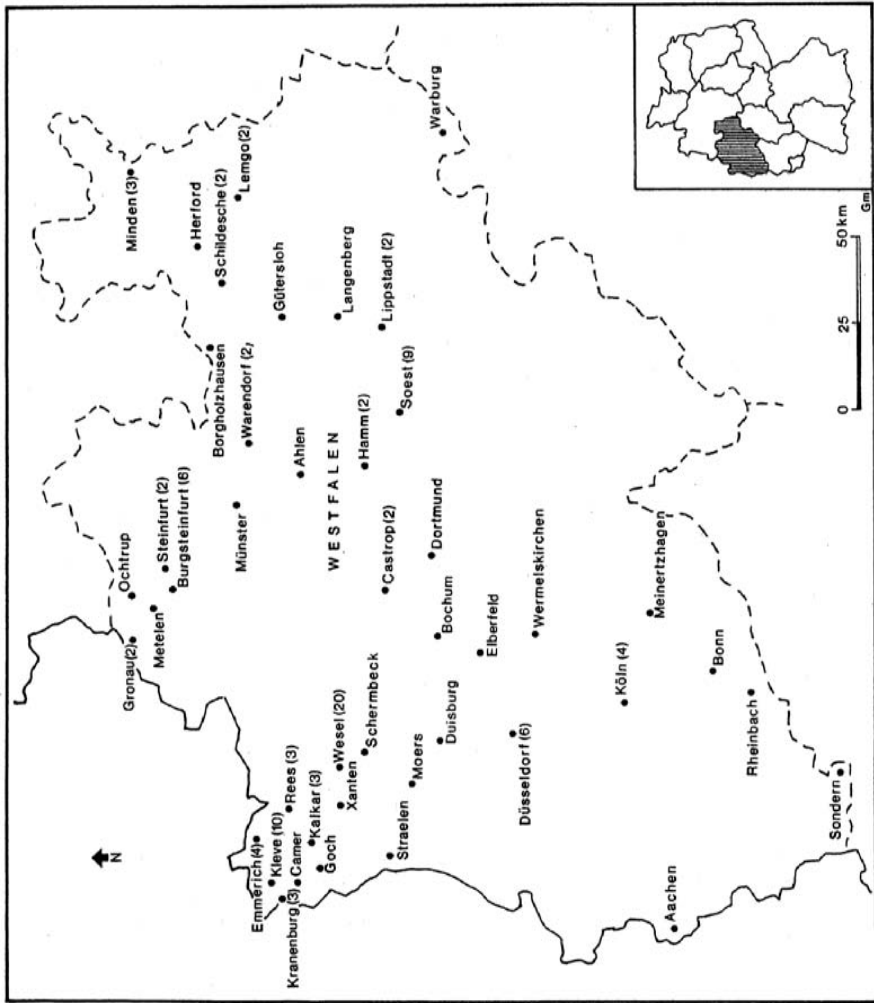 N
Gronau(2)
Ochtrup
Minden (3)
Metelen
Steinfurt (2)
Burgsteinfurt (6)
Herford
Borgholzhausen
Schildesche (2)
Münster
Warendorf (2)
Lemgo (2)
Emmerich (4)
Kleve (10)
Gütersloh
Kranenburg (3)
Camer
Rees (3)
Ahlen
Kalkar (3)
Goch
WESTFALEN
Wesel (20)
Langenberg
Xanten
Schermbeck
Hamm (2)
Castrop (2)
Lippstadt (2)
Straelen
Soest (9)
Moers
Dortmund
Warburg
Bochum
Duisburg
Elberfeld
Düsseldorf (6)
Wermelskirchen
Köln (4)
Meinertzhagen
Aachen
Bonn
Rheinbach
Sondern
0 25 50 km
Gm